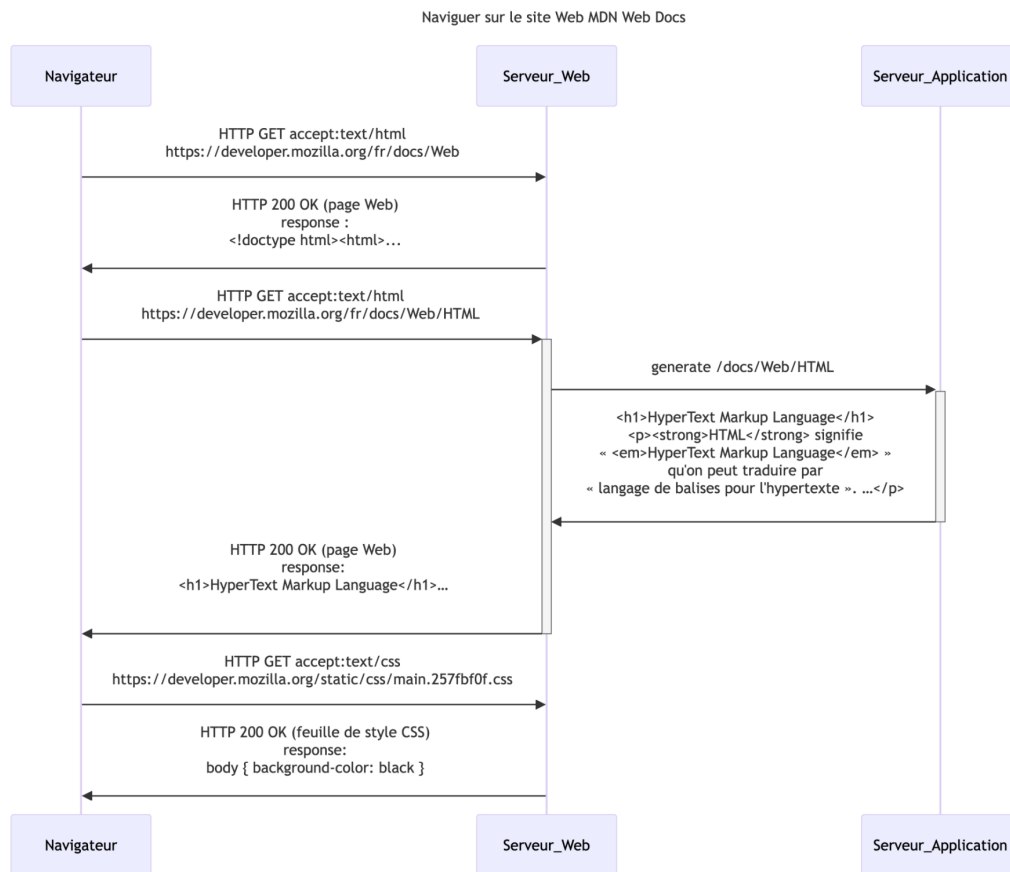 Naviguer sur le site Web MDN Web Docs
Navigateur
Serveur_Web
Serveur_Application
HTTP GET accept:text/html
https://developer.mozilla.org/fr/docs/Web
HTTP 200 OK (page Web)
response :
<!doctype html><html>...
HTTP GET accept:text/html
https://developer.mozilla.org/fr/docs/Web/HTML
generate /docs/Web/HTML
<h1>HyperText Markup Language</h1>
<p><strong>HTML</strong> signifie
« <em>HyperText Markup Language</em> »
qu'on peut traduire par
« langage de balises pour l'hypertexte ». …</p>
HTTP 200 OK (page Web)
response:
<h1>HyperText Markup Language</h1>…
HTTP GET accept:text/css
https://developer.mozilla.org/static/css/main.257fbf0f.css
HTTP 200 OK (feuille de style CSS)
response:
body { background-color: black }
Navigateur
Serveur_Web
Serveur_Application